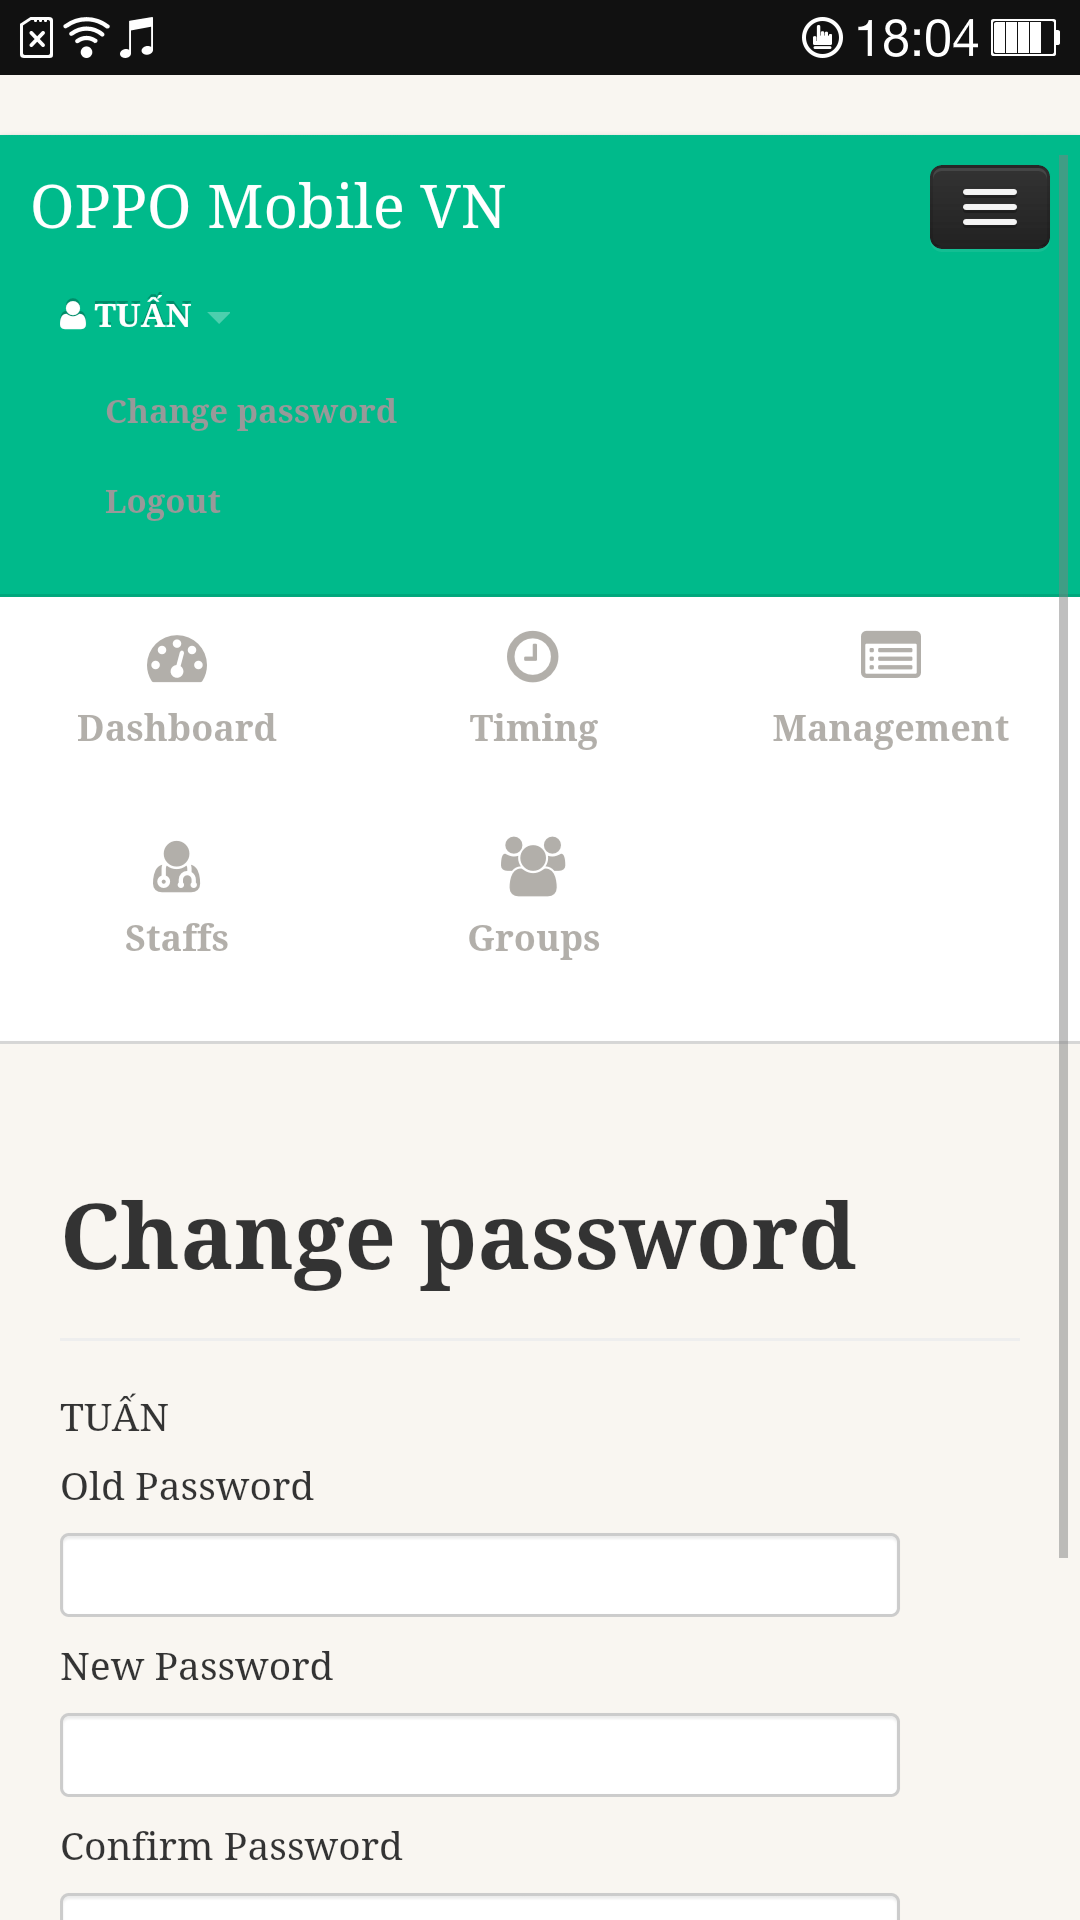 18:04
OPPO Mobile VN
TUẤN
Change password
Logout
Dashboard
Timing
Management
Staffs
Groups
Change password
TUẤN
Old Password
New Password
Confirm Password